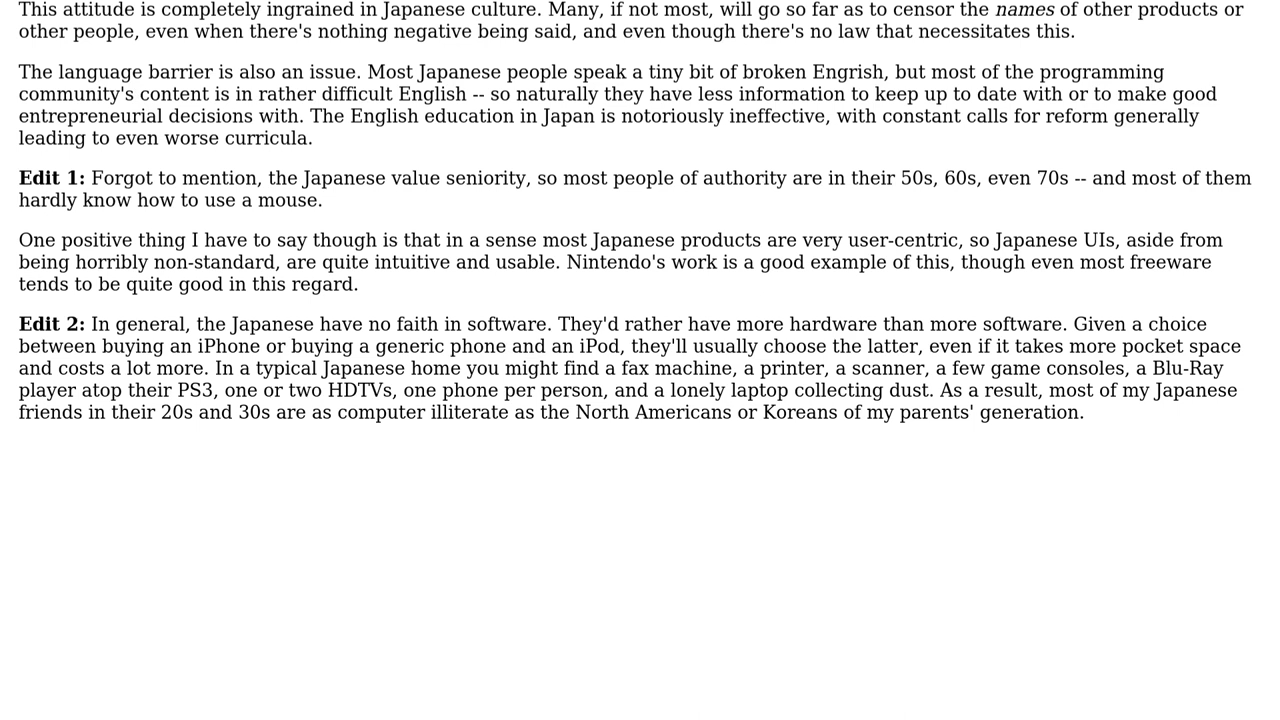 This attitude is completely ingrained in Japanese culture. Many, if not most, will go so far as to censor the names of other products or
other people, even when there's nothing negative being said, and even though there's no law that necessitates this.
The language barrier is also an issue. Most Japanese people speak a tiny bit of broken Engrish, but most of the programming
community's content is in rather difficult English -- so naturally they have less information to keep up to date with or to make good
entrepreneurial decisions with. The English education in Japan is notoriously ineffective, with constant calls for reform generally
leading to even worse curricula.
Edit 1: Forgot to mention, the Japanese value seniority, so most people of authority are in their 50s, 60s, even 70s -- and most of them
hardly know how to use a mouse.
One positive thing I have to say though is that in a sense most Japanese products are very user-centric, so Japanese UIs, aside from
being horribly non-standard, are quite intuitive and usable. Nintendo's work is a good example of this, though even most freeware
tends to be quite good in this regard.
Edit 2: In general, the Japanese have no faith in software. They'd rather have more hardware than more software. Given a choice
between buying an iPhone or buying a generic phone and an iPod, they'll usually choose the latter, even if it takes more pocket space
and costs a lot more. In a typical Japanese home you might find a fax machine, a printer, a scanner, a few game consoles, a Blu-Ray
player atop their PS3, one or two HDTVs, one phone per person, and a lonely laptop collecting dust. As a result, most of my Japanese
friends in their 20s and 30s are as computer illiterate as the North Americans or Koreans of my parents' generation.